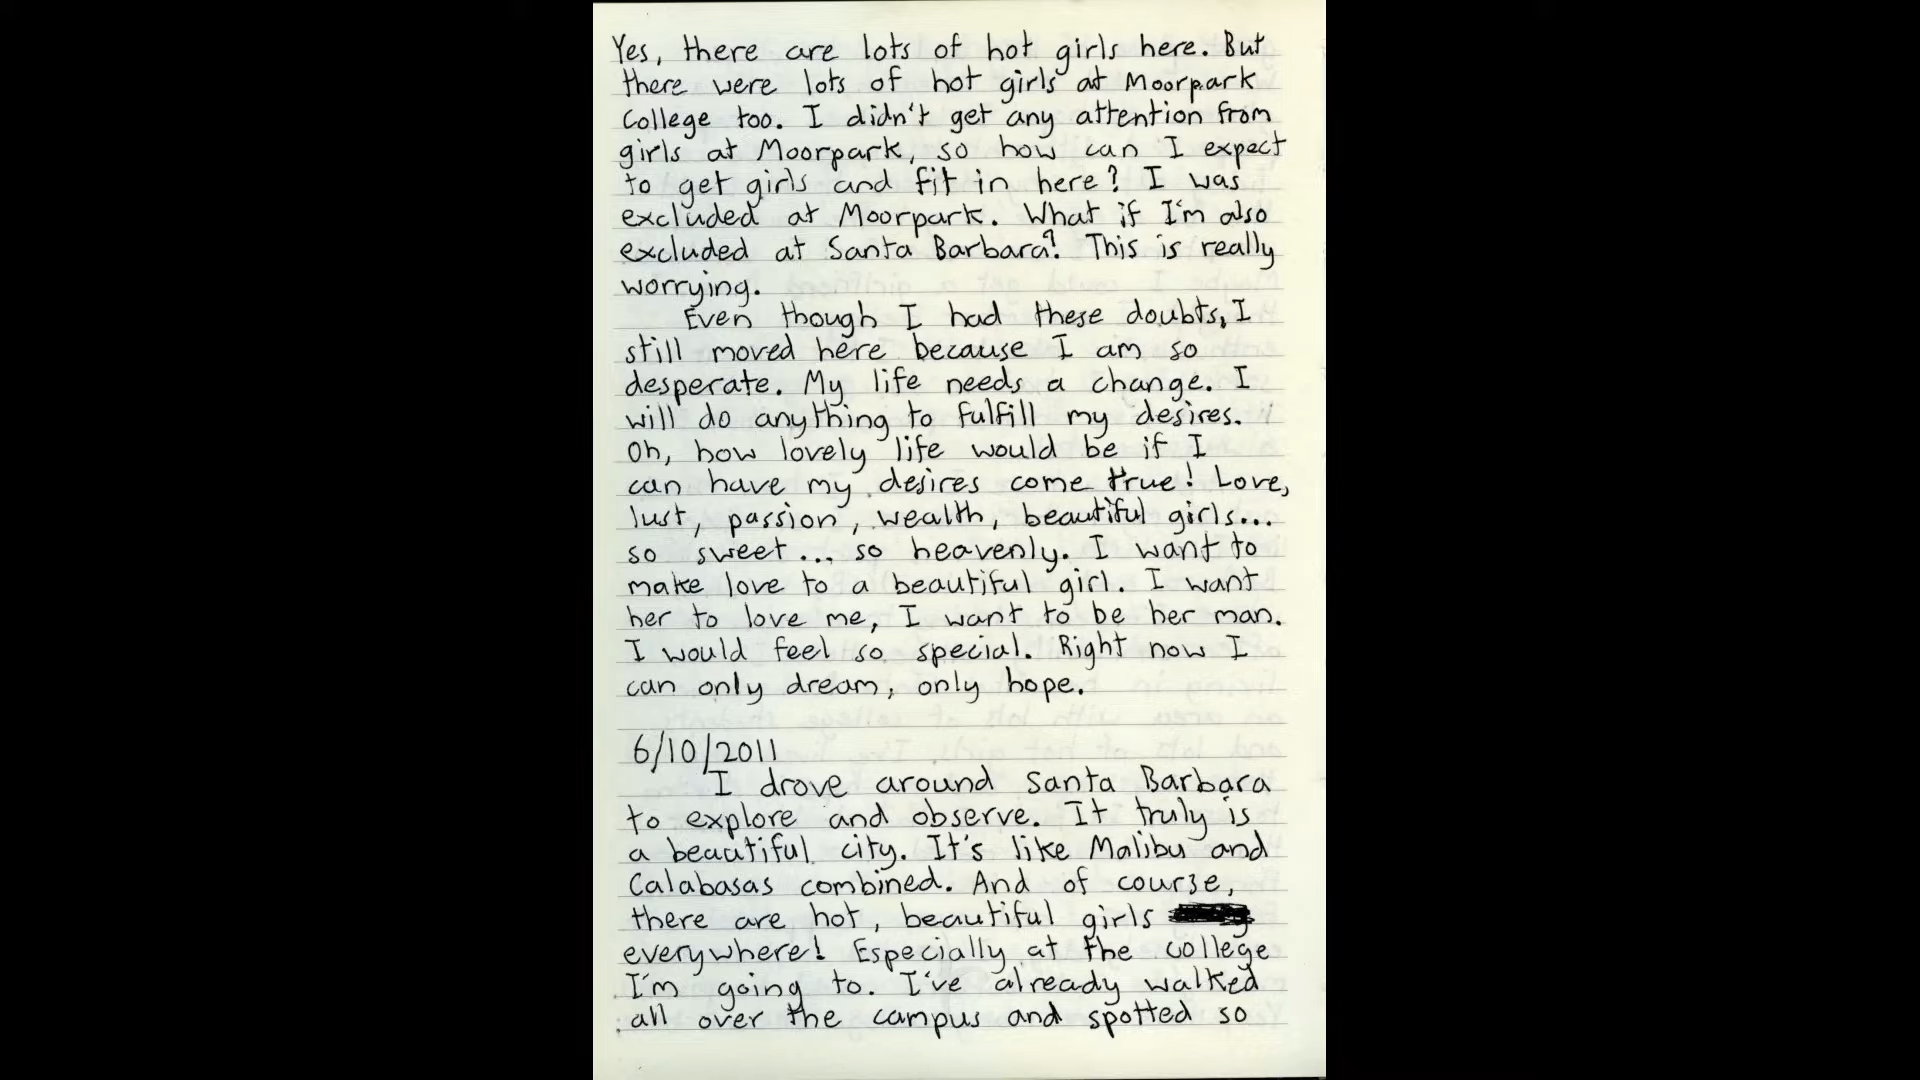 Yes, there are lots of hot girls here. But
there were lots of hot girls at Moorpark
College too. I didn't get any attention from
girls at Moorpark, so how can I expect
to get girls and fit in here? I was
excluded at Moorpark. What if I'm also
excluded at Santa Barbara? This is really
worrying.
Even though I had these doubts, I
still moved here because I am so
desperate. My life needs a change. I
will do anything to fulfill my desires.
Oh, how lovely life would be if I
can have my desires come true! Love,
lust, passion, wealth, beautiful girls...
so sweet... so heavenly. I want to
make love to a beautiful girl. I want
her to love me, I want to be her man.
I would feel so special. Right now I
can only dream, only hope.
6/10/2011
I drove around Santa Barbara
to explore and observe. It truly is
a beautiful city. It's like Malibu and
Calabasas combined. And of course,
there are hot, beautiful girls
everywhere! Especially at the college
I'm going to. I've already walked
all over the campus and spotted so